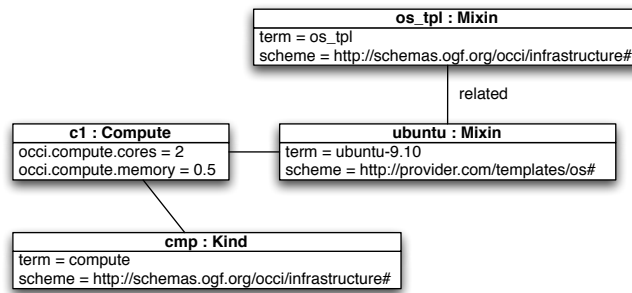 os_tpl : Mixin
term = os_tpl
scheme = http://schemas.ogf.org/occi/infrastructure#
related
c1 : Compute
occi.compute.cores = 2
occi.compute.memory = 0.5
ubuntu : Mixin
term = ubuntu-9.10
scheme = http://provider.com/templates/os#
cmp : Kind
term = compute
scheme = http://schemas.ogf.org/occi/infrastructure#